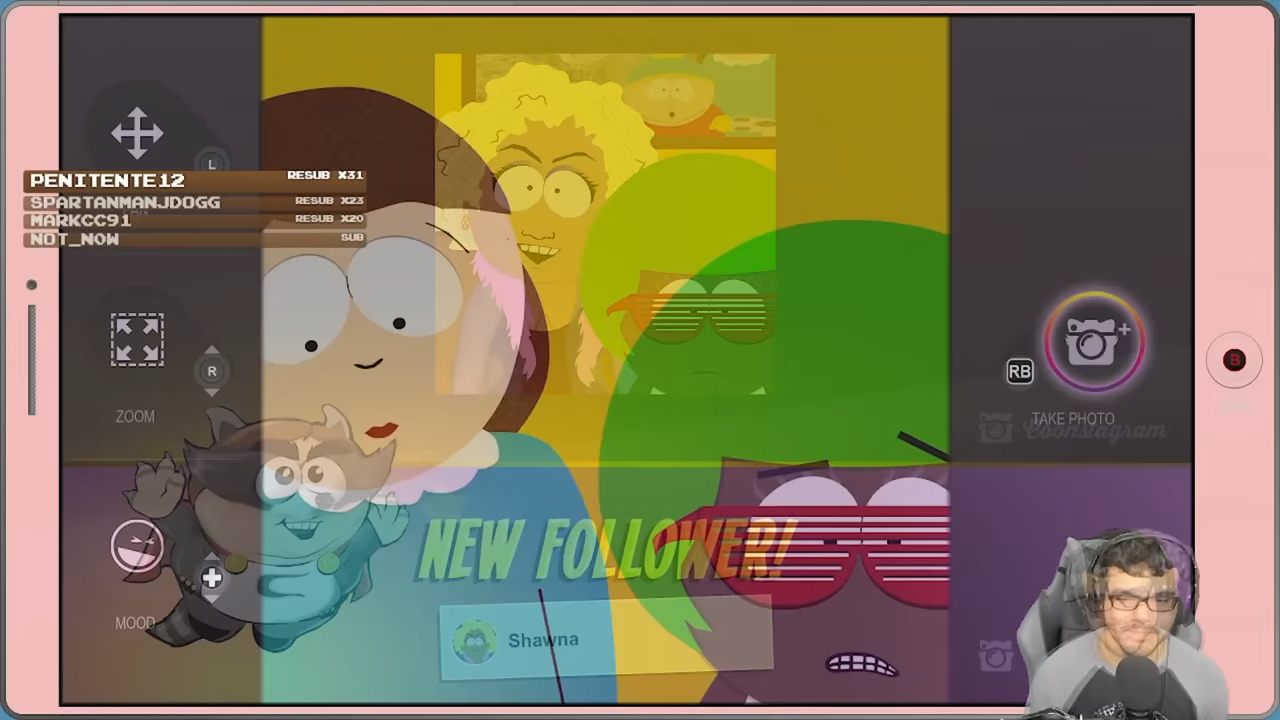 L
PENITENTE12 RESUB X31
SPARTANMANJDOGG RESUB X23
MARKCC91 RESUB X20
NOT_NOW SUB
R
ZOOM
RB
B
TAKE PHOTO
Coonstagram
NEW FOLLOWER!
MOOD
Shawna